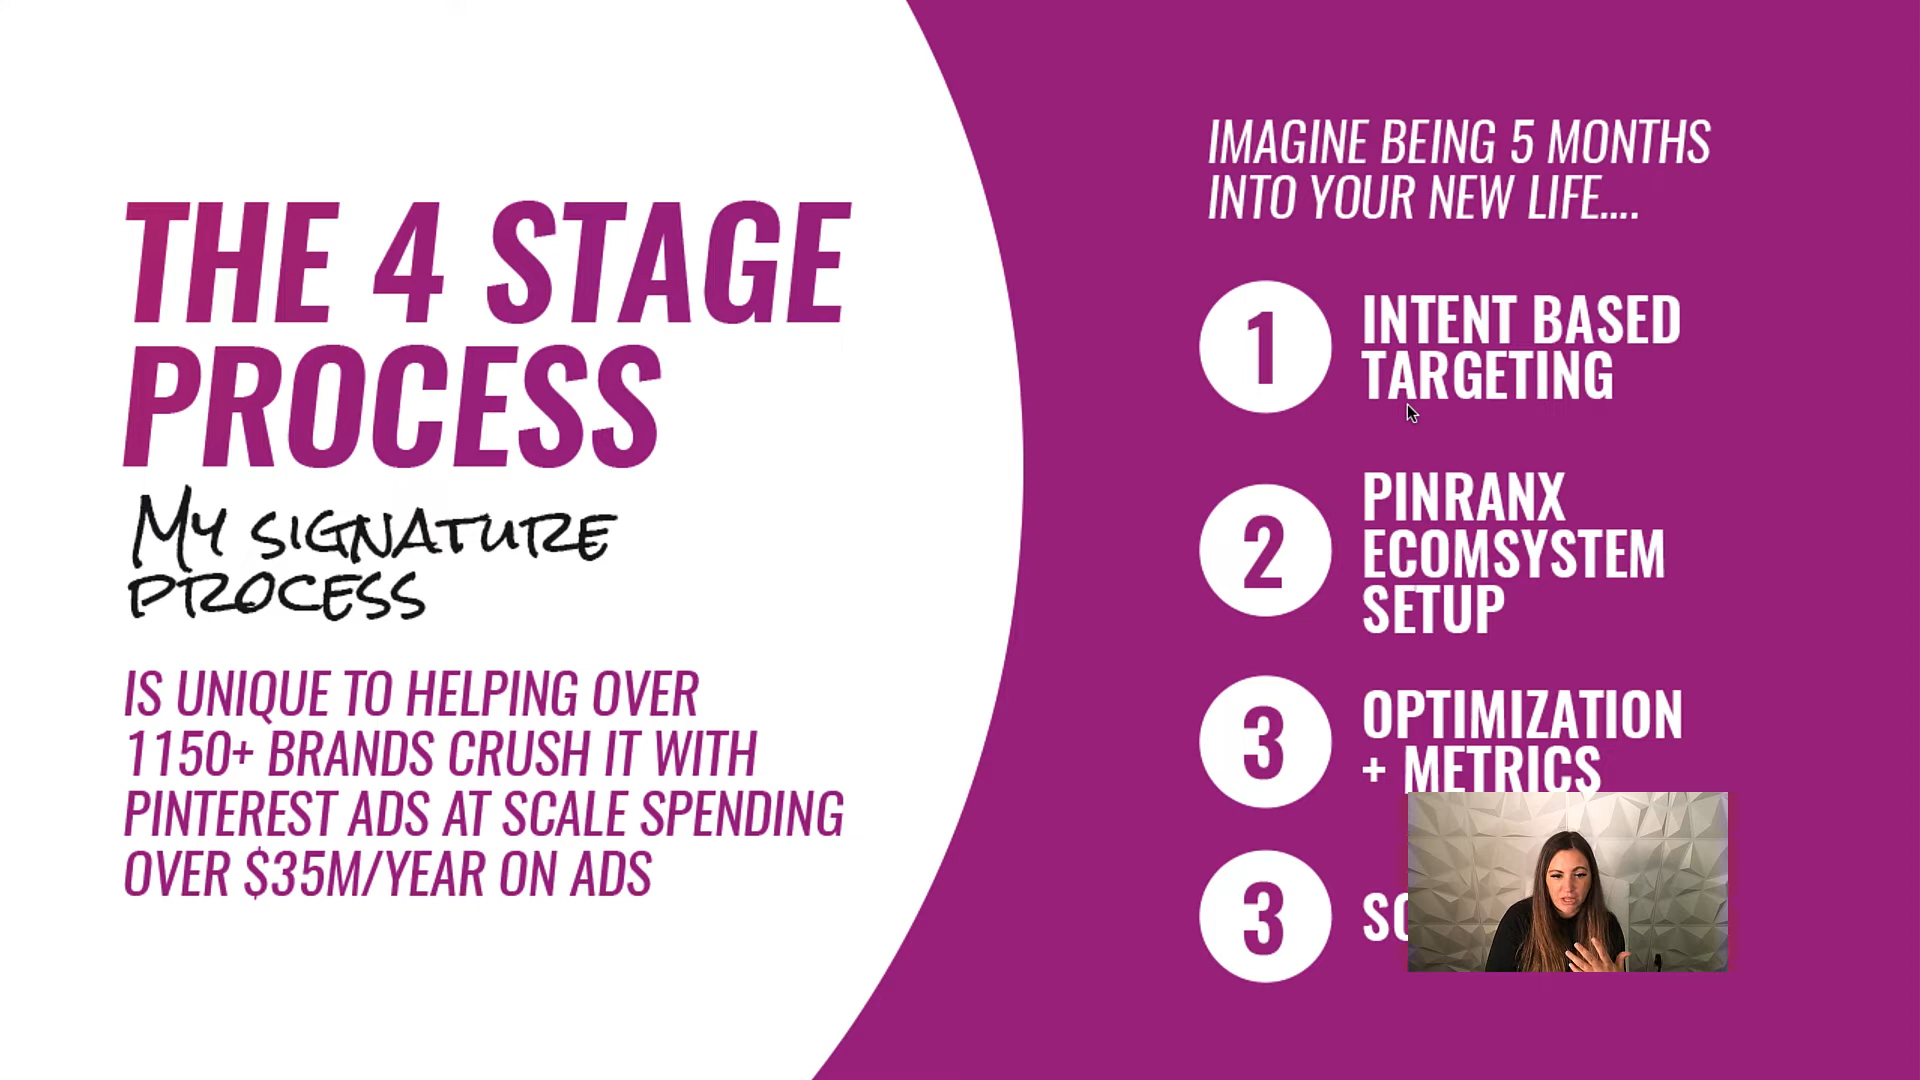 THE 4 STAGE
PROCESS
My signature
process
IS UNIQUE TO HELPING OVER
1150+ BRANDS CRUSH IT WITH
PINTEREST ADS AT SCALE SPENDING
OVER $35M/YEAR ON ADS
IMAGINE BEING 5 MONTHS
INTO YOUR NEW LIFE....
1 INTENT BASED
TARGETING
2 PINRANX
ECOMSYSTEM
SETUP
3 OPTIMIZATION
+ METRICS
3